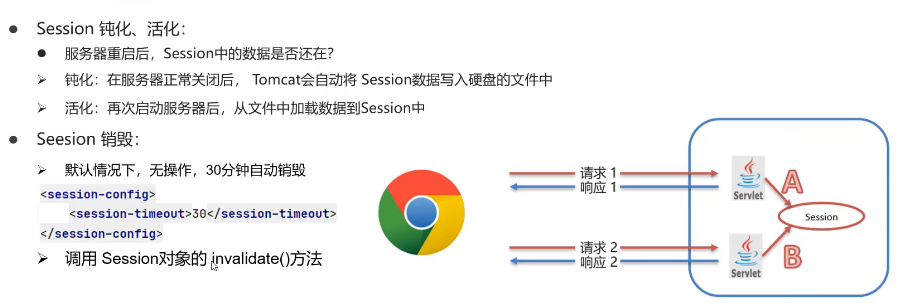 Session 钝化、活化：
服务器重启后，Session中的数据是否还在？
钝化：在服务器正常关闭后， Tomcat会自动将 Session数据写入硬盘的文件中
活化：再次启动服务器后，从文件中加载数据到Session中
Seesion 销毁：
默认情况下，无操作，30分钟自动销毁
<session-config>
<session-timeout>30</session-timeout>
</session-config>
调用 Session对象的 invalidate()方法
请求 1
响应 1
Servlet
A
Session
请求 2
响应 2
Servlet
B